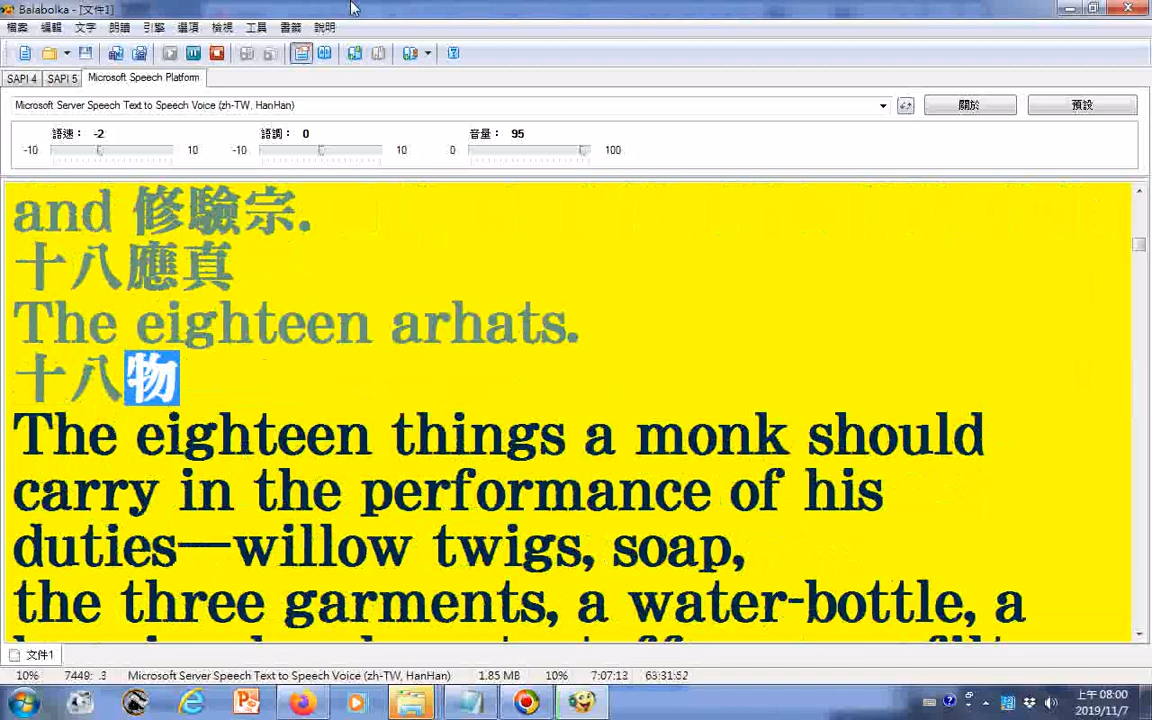 Balabolka - [文件1]
檔案 編輯 文字 朗讀 引擎 選項 檢視 工具 書籤 說明
SAPI 4 SAPI 5 Microsoft Speech Platform
Microsoft Server Speech Text to Speech Voice (zh-TW, HanHan) 關於 預設
語速: -2 語調: 0 音量: 95
-10 10 -10 10 0 100
and 修驗宗.
十八應真
The eighteen arhats.
十八物
The eighteen things a monk should
carry in the performance of his
duties—willow twigs, soap,
the three garments, a water-bottle, a
文件1
10% 7449: .3 Microsoft Server Speech Text to Speech Voice (zh-TW, HanHan) 1.85 MB 10% 7:07:13 63:31:52
上午 08:00
2019/11/7